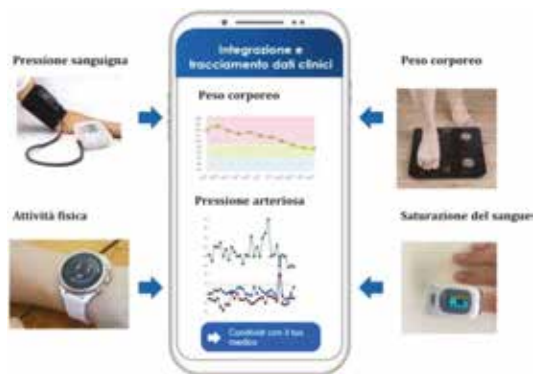 Integrazione e
tracciamento dati clinici
Pressione sanguigna
Peso corporeo
Peso corporeo
Attività fisica
Pressione arteriosa
Saturazione del sangue
Condividi con il tuo
medico